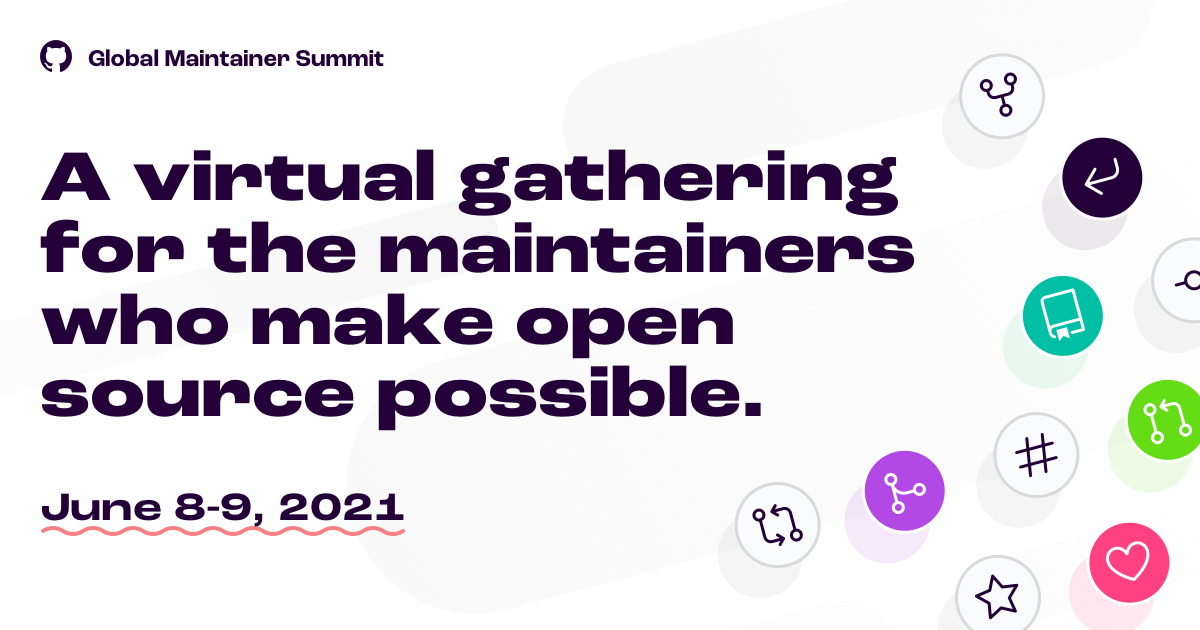 Global Maintainer Summit
A virtual gathering
for the maintainers
who make open
source possible.
June 8-9, 2021